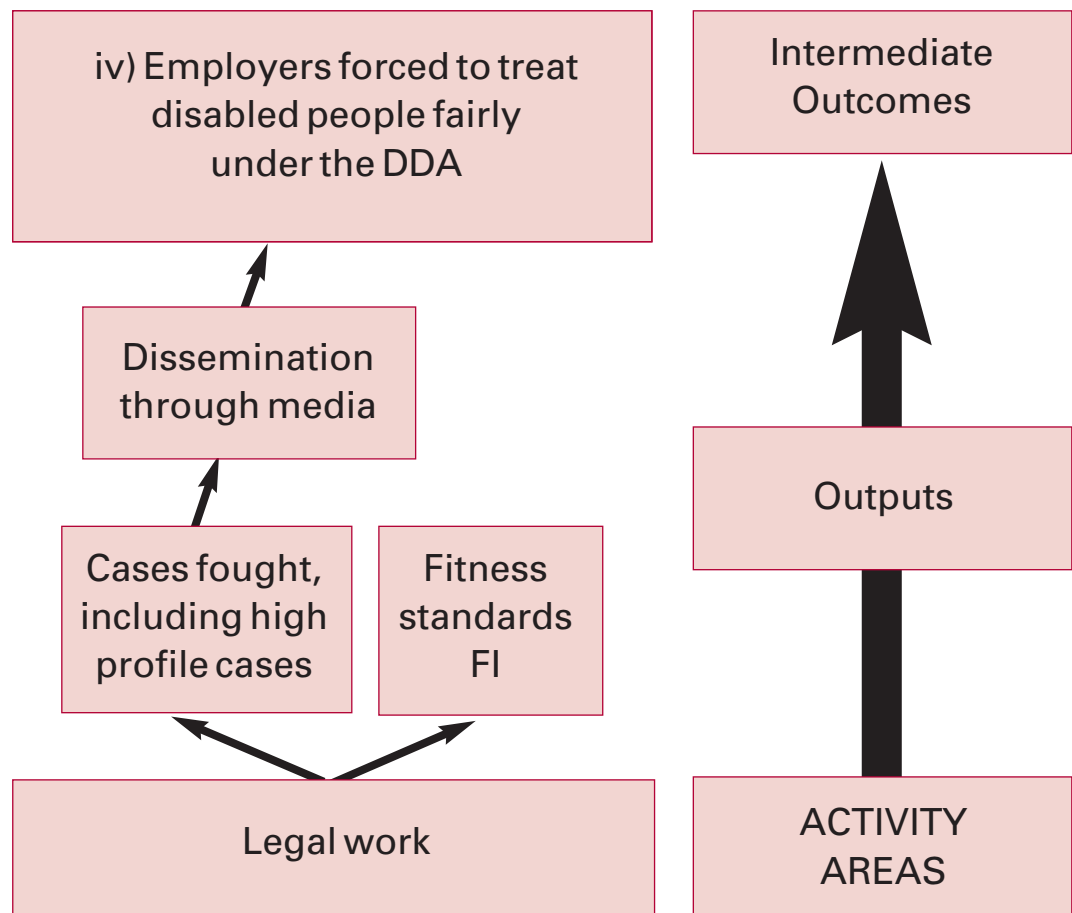 iv) Employers forced to treat
disabled people fairly
under the DDA
Dissemination
through media
Cases fought,
including high
profile cases
Fitness
standards
FI
Legal work
Intermediate
Outcomes
Outputs
ACTIVITY
AREAS